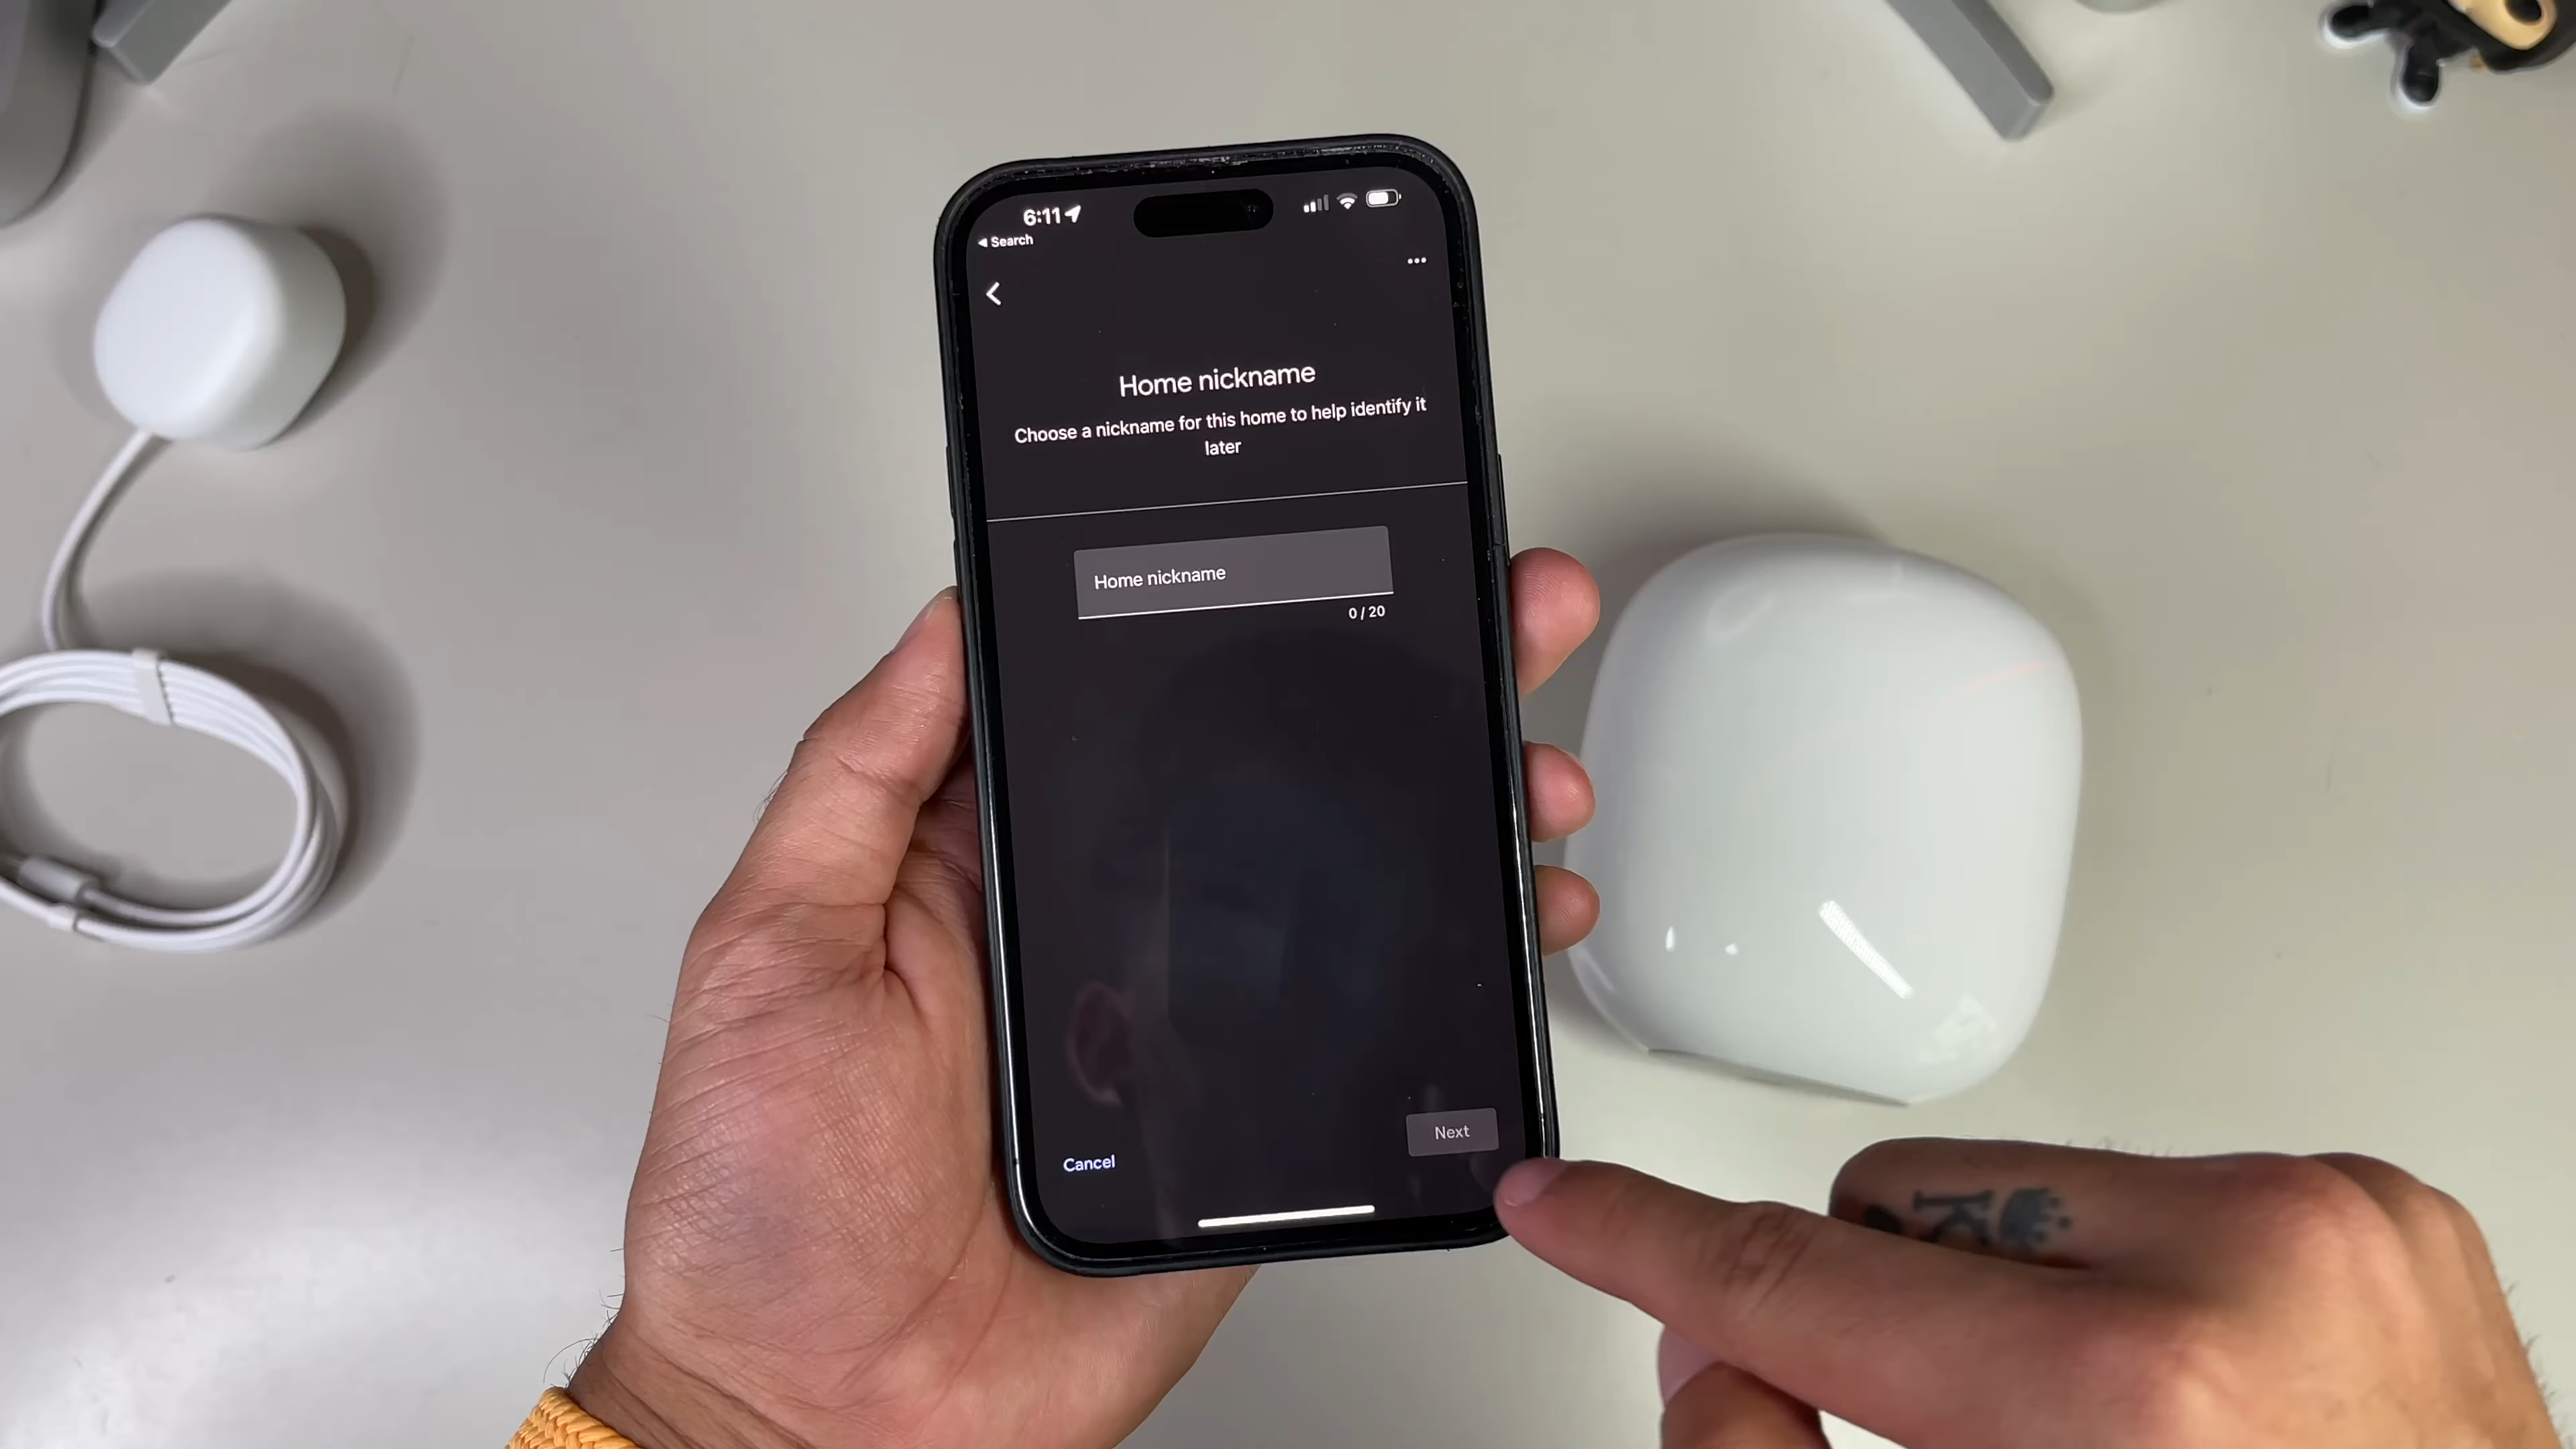 6:11
Search
Home nickname
Choose a nickname for this home to help identify it
later
Home nickname
0 / 20
Next
Cancel